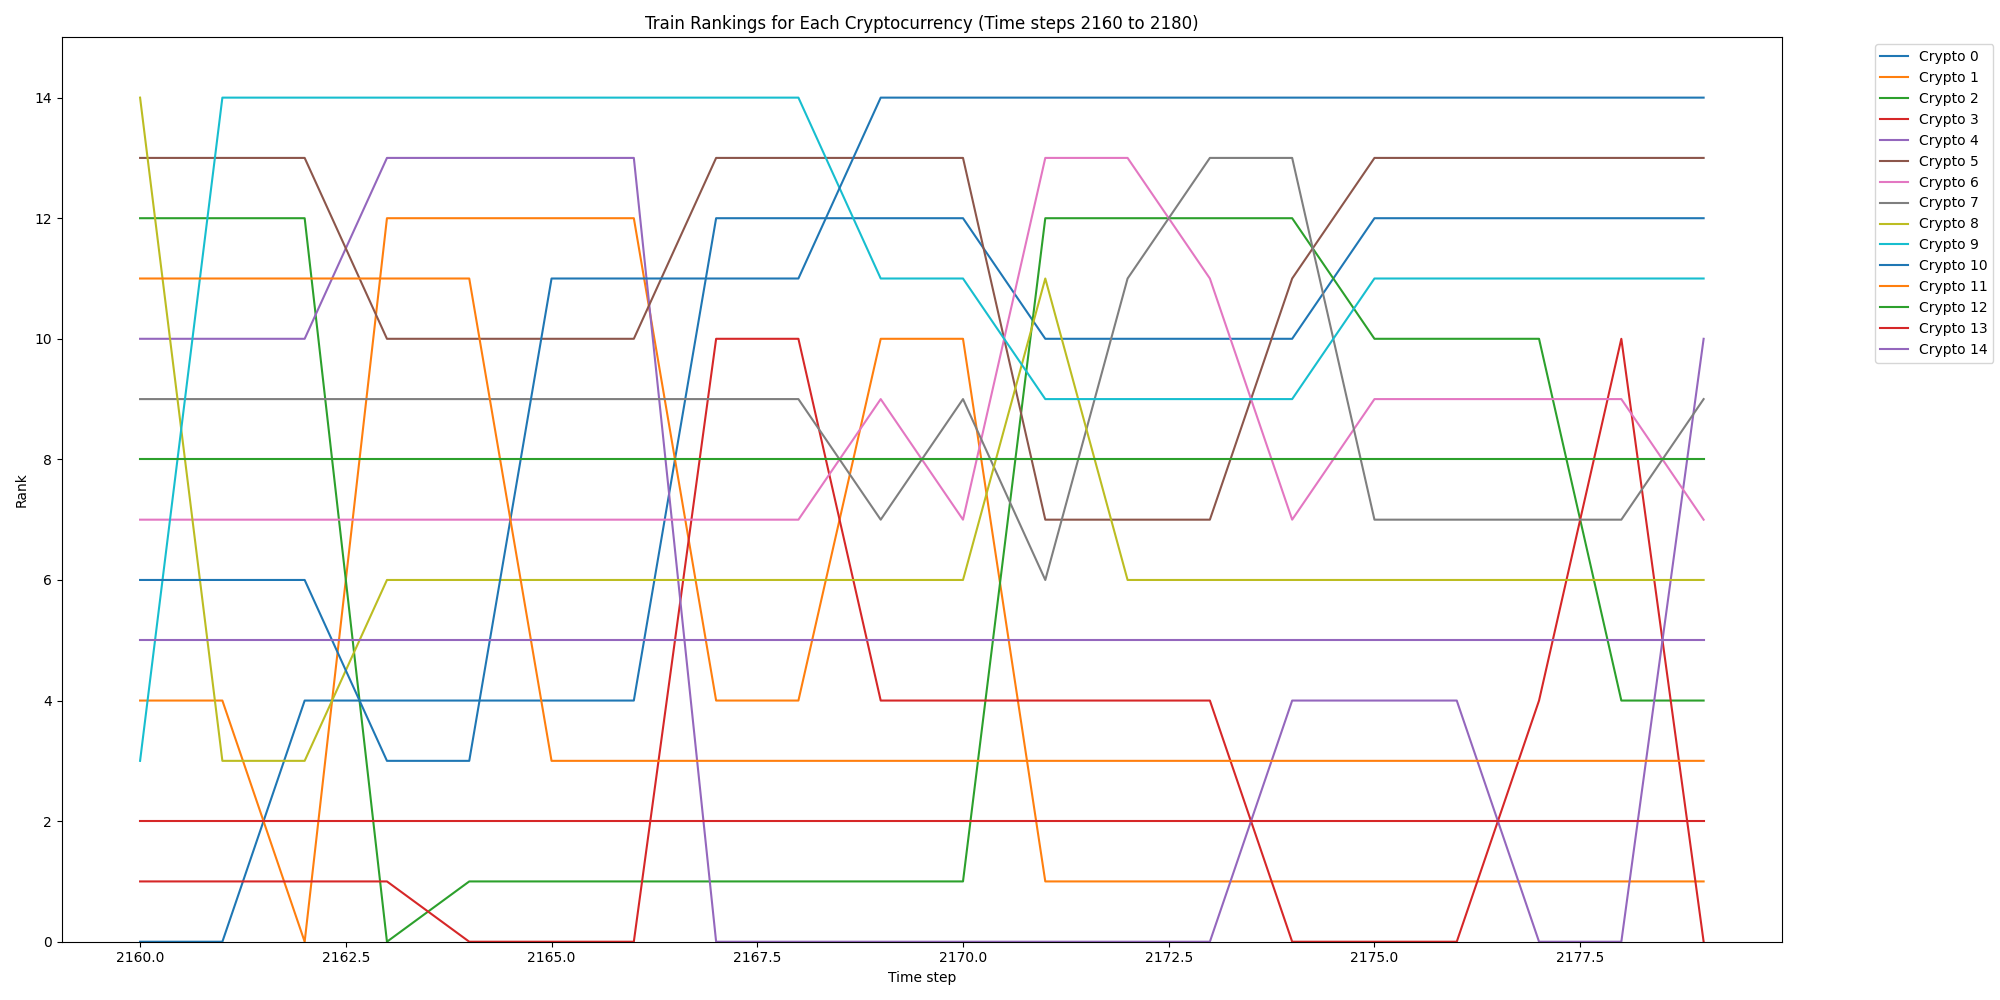 Train Rankings for Each Cryptocurrency (Time steps 2160 to 2180)
Rank
14
12
10
8
6
4
2
0
2160.0 2162.5 2165.0 2167.5 2170.0 2172.5 2175.0 2177.5
Time step
Crypto 0
Crypto 1
Crypto 2
Crypto 3
Crypto 4
Crypto 5
Crypto 6
Crypto 7
Crypto 8
Crypto 9
Crypto 10
Crypto 11
Crypto 12
Crypto 13
Crypto 14